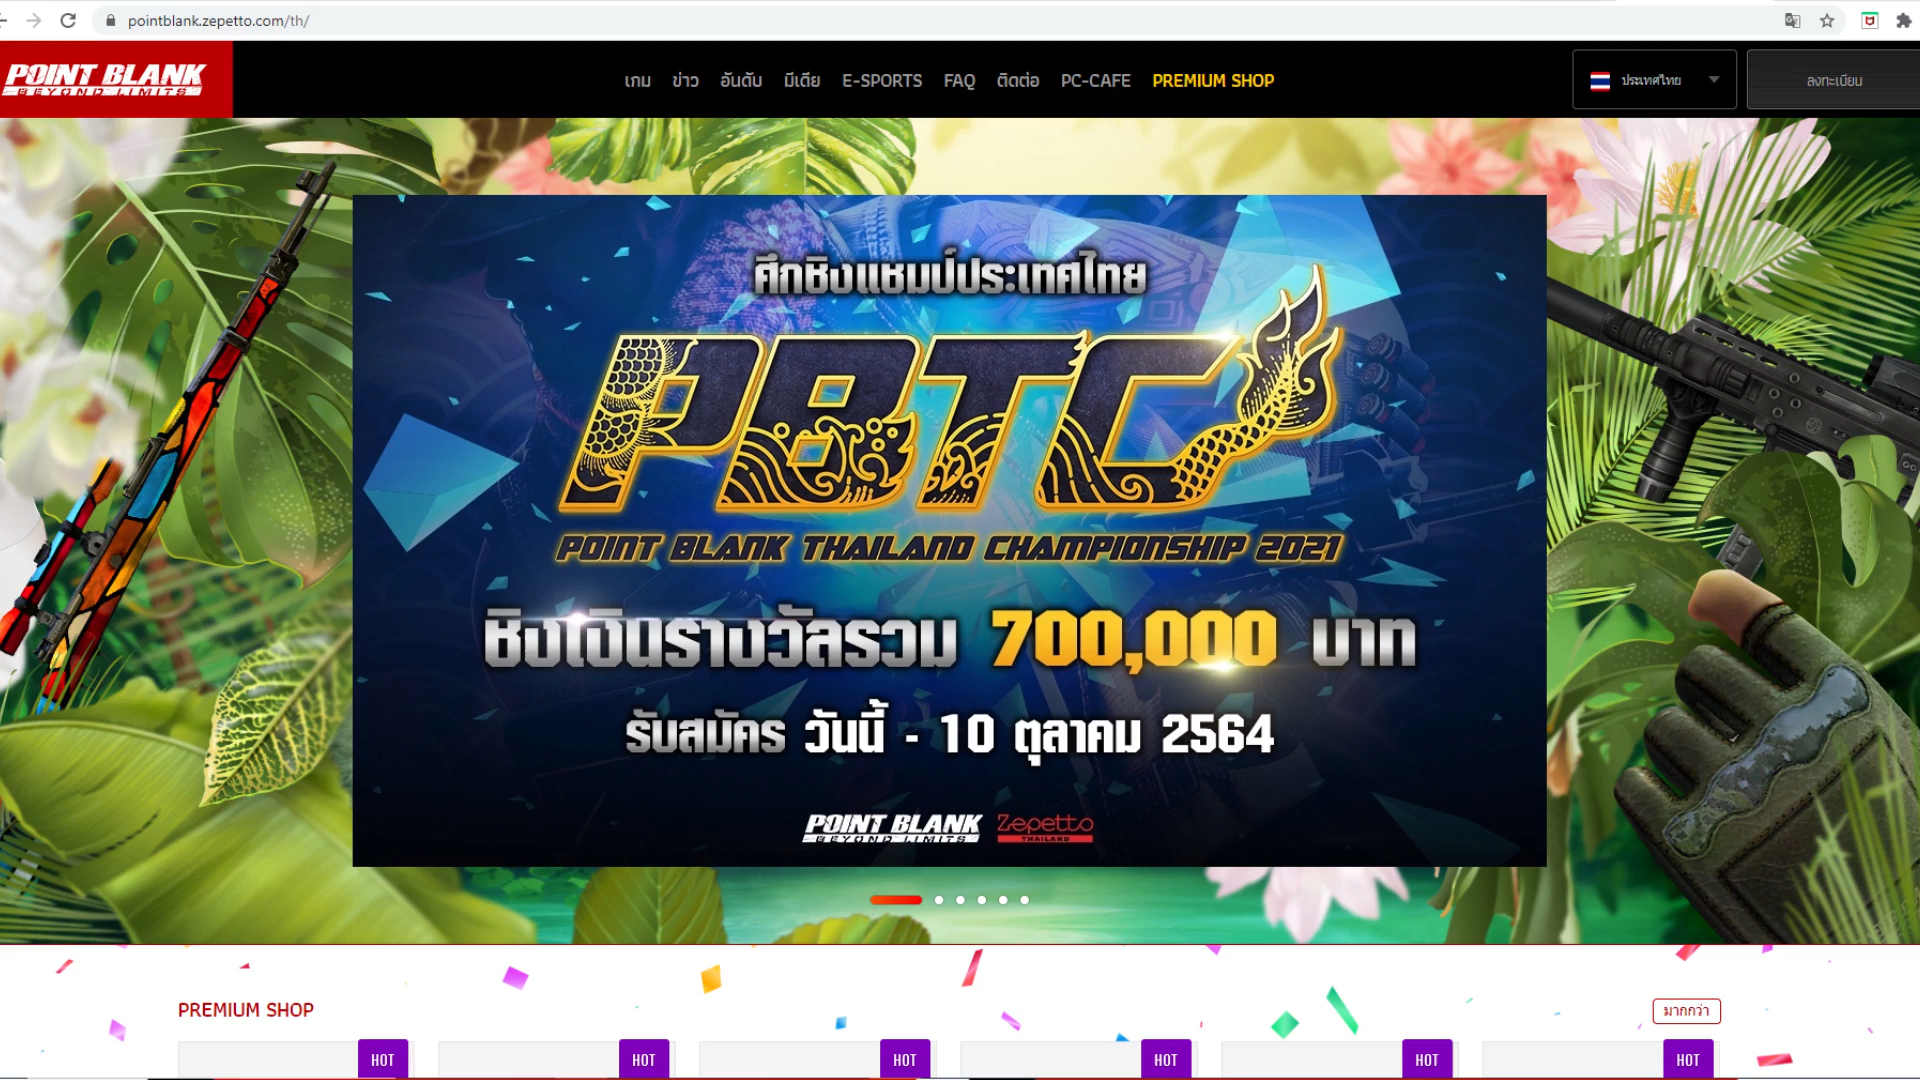 pointblank.zepetto.com/th/
POINT BLANK
BEYOND LIMITS
เกม ข่าว อันดับ มีเดีย E-SPORTS FAQ ติดต่อ PC-CAFE PREMIUM SHOP
ประเทศไทย
ลงทะเบียน
ศึกชิงแชมป์ประเทศไทย
PBTC
POINT BLANK THAILAND CHAMPIONSHIP 2021
ชิงเงินรางวัลรวม 700,000 บาท
รับสมัคร วันนี้ - 10 ตุลาคม 2564
POINT BLANK
BEYOND LIMITS
Zepetto
THAILAND
PREMIUM SHOP
มากกว่า
HOT HOT HOT HOT HOT HOT